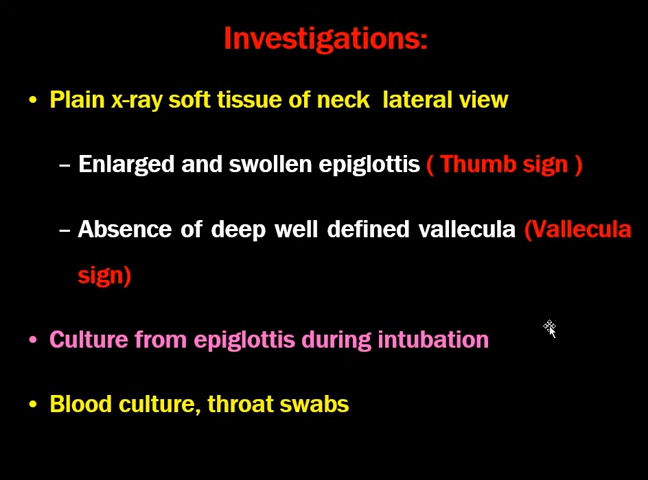 Investigations:
• Plain x-ray soft tissue of neck lateral view
– Enlarged and swollen epiglottis ( Thumb sign )
– Absence of deep well defined vallecula (Vallecula
sign)
• Culture from epiglottis during intubation
• Blood culture, throat swabs